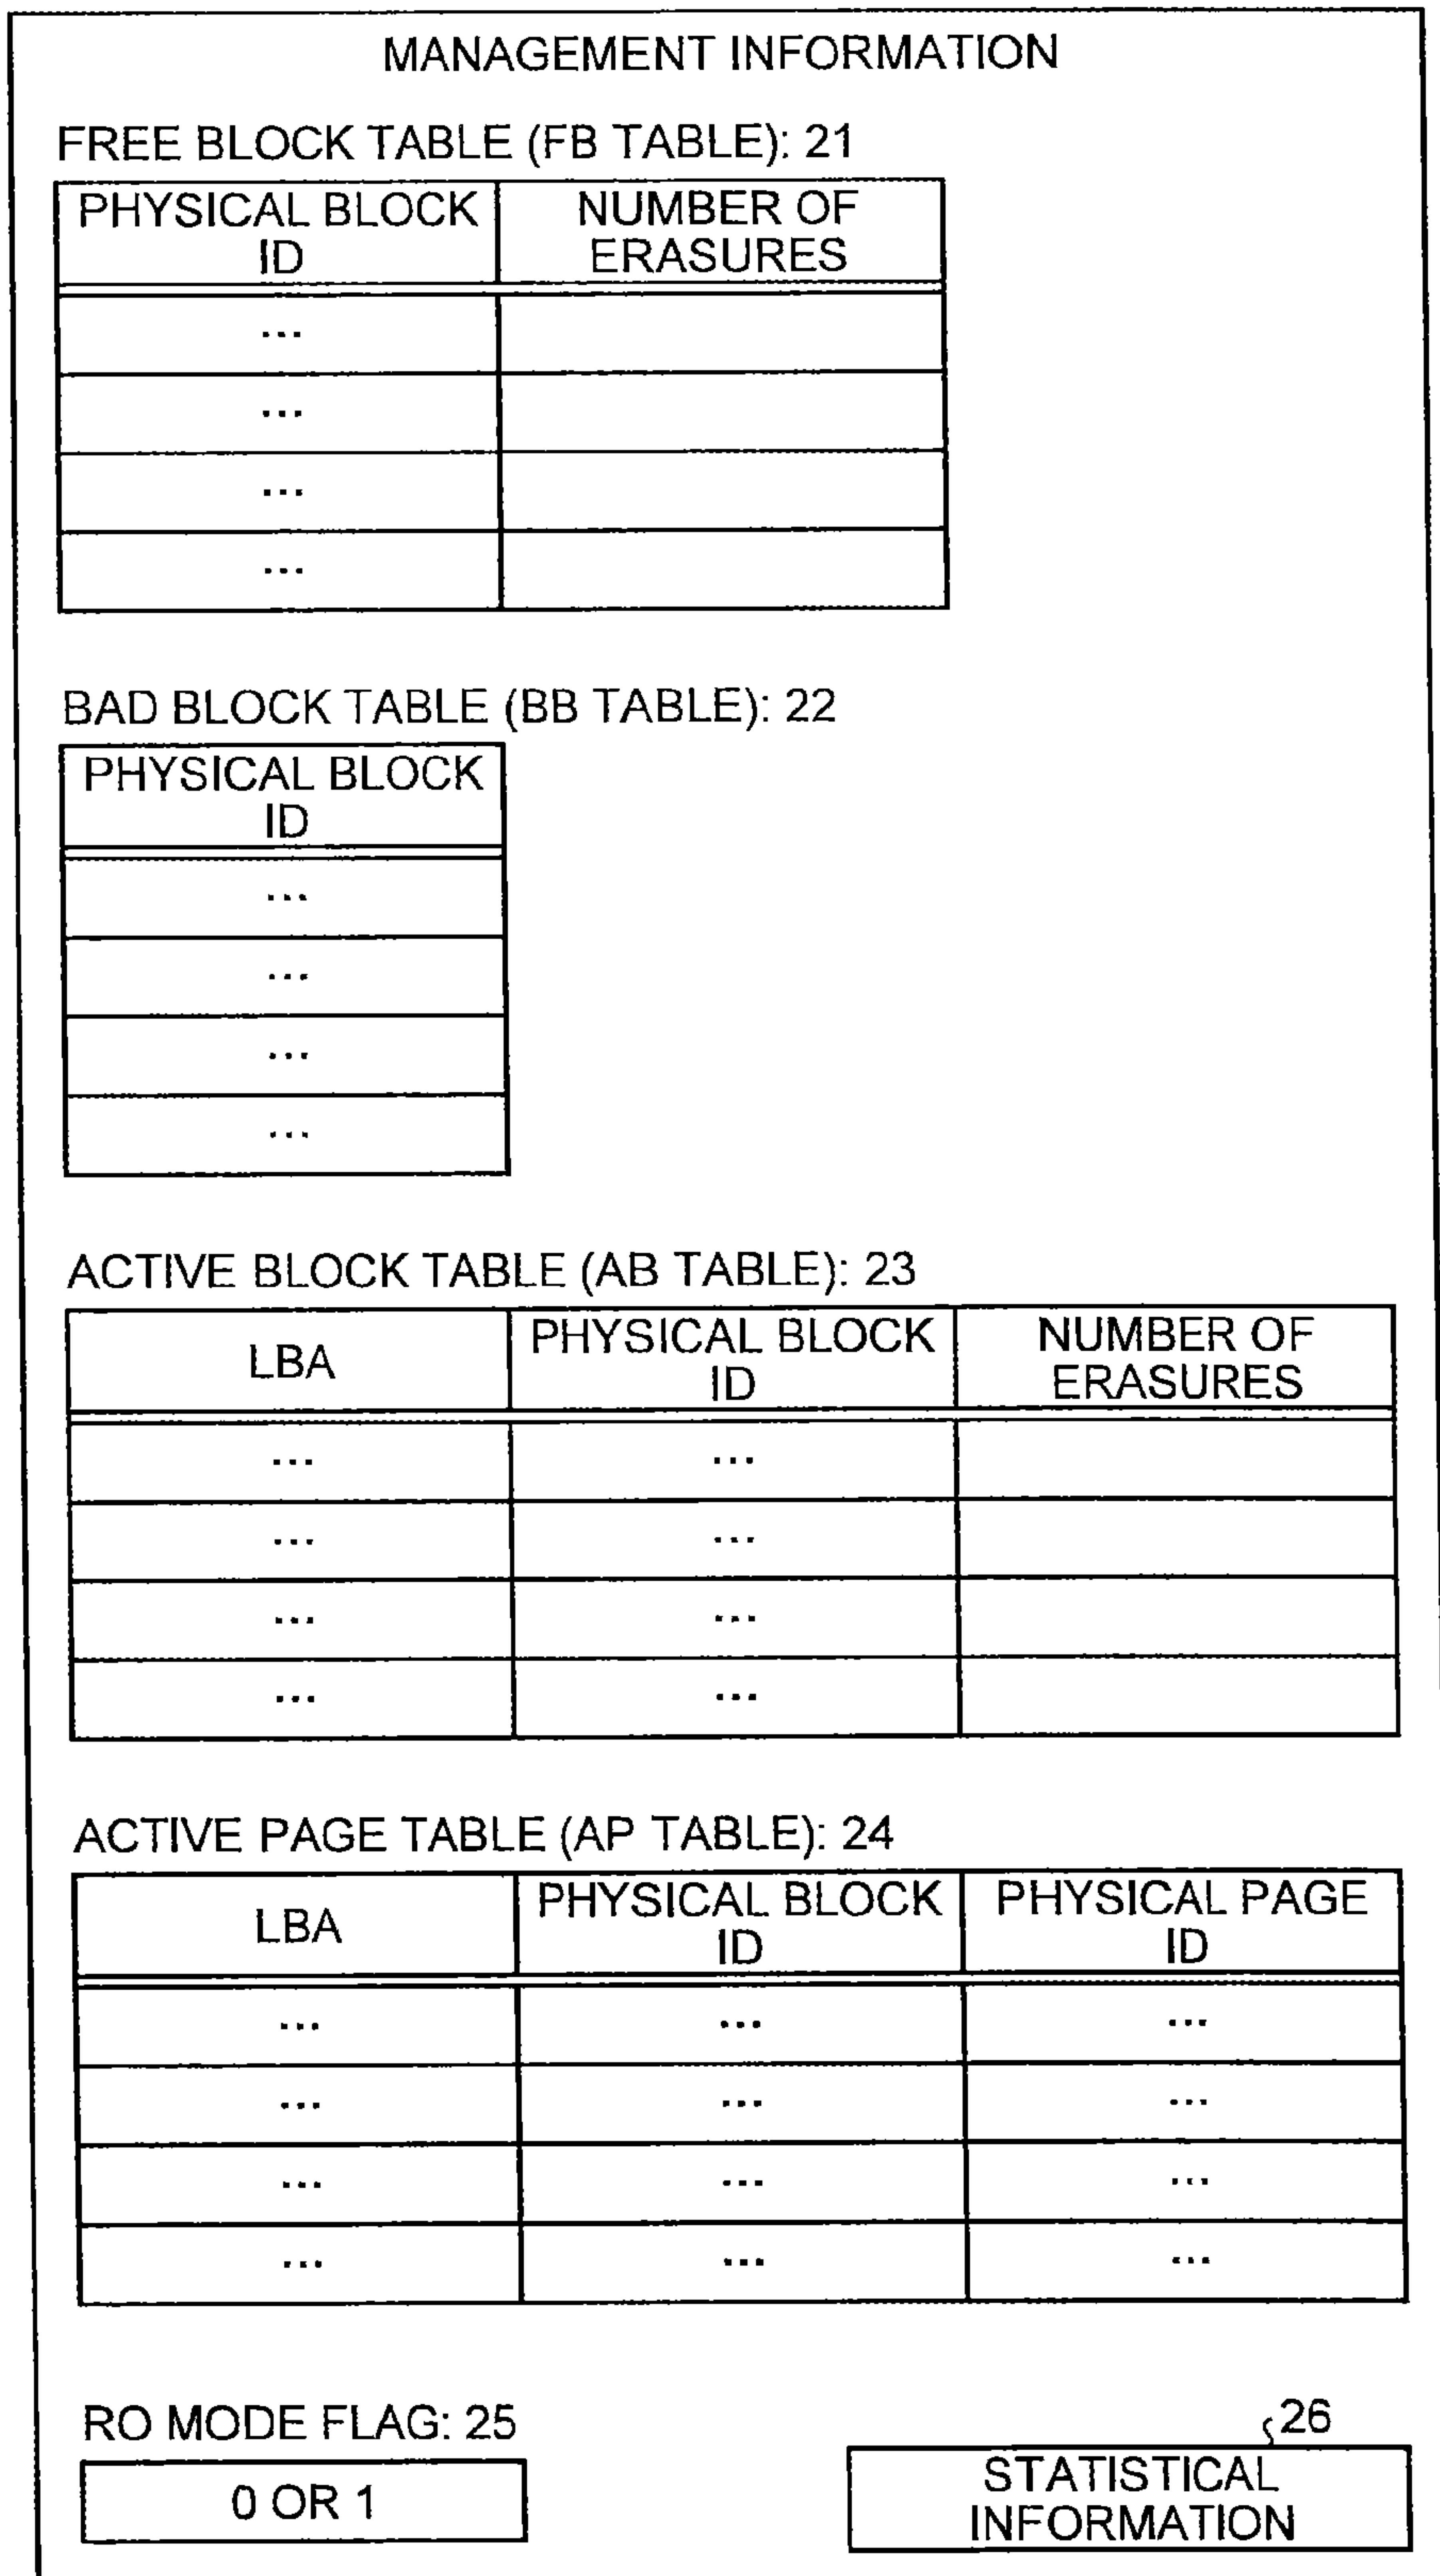 MANAGEMENT INFORMATION
FREE BLOCK TABLE (FB TABLE): 21
PHYSICAL BLOCK ID NUMBER OF ERASURES
...
...
...
...
BAD BLOCK TABLE (BB TABLE): 22
PHYSICAL BLOCK
ID
...
...
...
...
ACTIVE BLOCK TABLE (AB TABLE): 23
LBA PHYSICAL BLOCK ID NUMBER OF ERASURES
... ...
... ...
... ...
... ...
ACTIVE PAGE TABLE (AP TABLE): 24
LBA PHYSICAL BLOCK ID PHYSICAL PAGE ID
... ... ...
... ... ...
... ... ...
... ... ...
RO MODE FLAG: 25
0 OR 1
26
STATISTICAL
INFORMATION